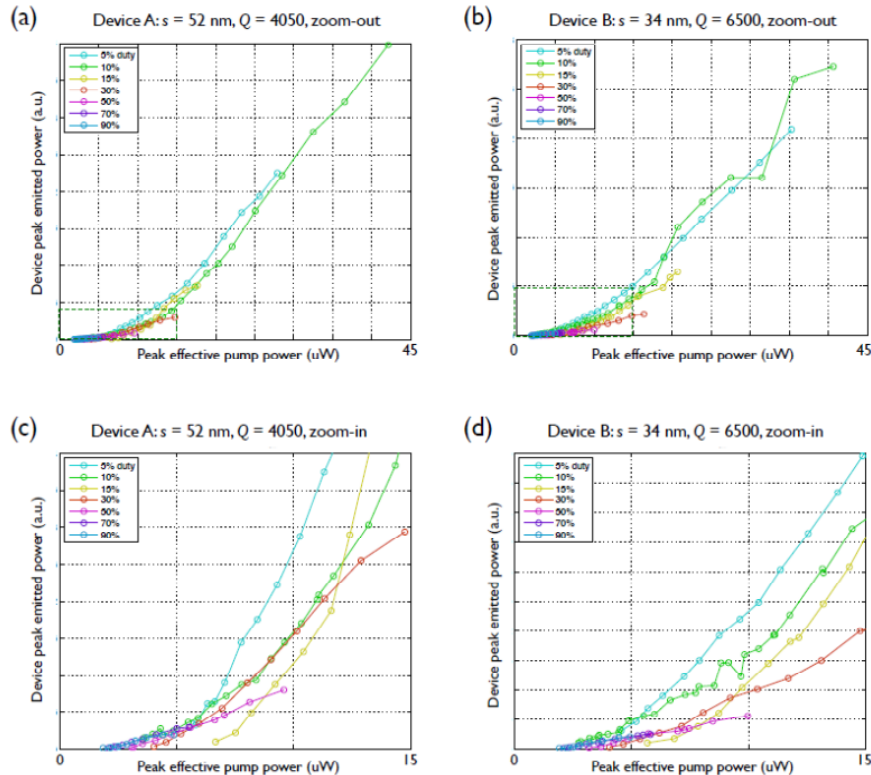 (a)
Device A: s = 52 nm, Q = 4050, zoom-out
5% duty
10%
15%
30%
50%
70%
90%
Device peak emitted power (a.u.)
0
45
Peak effective pump power (uW)
(b)
Device B: s = 34 nm, Q = 6500, zoom-out
5% duty
10%
15%
30%
50%
70%
90%
Device peak emitted power (a.u.)
0
45
Peak effective pump power (uW)
(c)
Device A: s = 52 nm, Q = 4050, zoom-in
5% duty
10%
15%
30%
50%
70%
90%
Device peak emitted power (a.u.)
0
15
Peak effective pump power (uW)
(d)
Device B: s = 34 nm, Q = 6500, zoom-in
5% duty
10%
15%
30%
50%
70%
90%
Device peak emitted power (a.u.)
0
15
Peak effective pump power (uW)